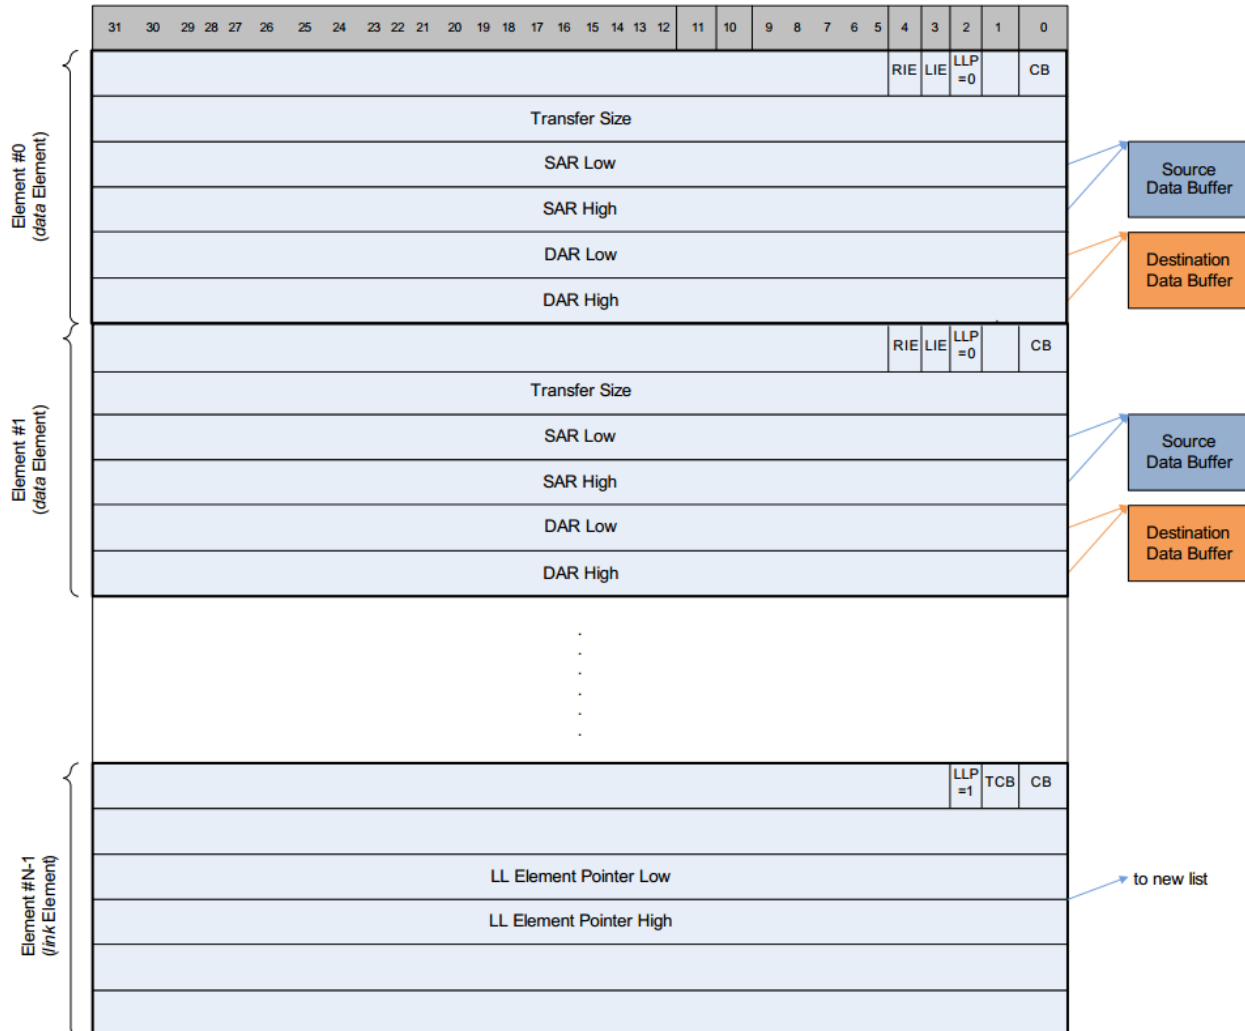 31 30 29 28 27 26 25 24 23 22 21 20 19 18 17 16 15 14 13 12 11 10 9 8 7 6 5 4 3 2 1 0
Element #0
(data Element)
RIE LIE LLP
=0
CB
Transfer Size
SAR Low
SAR High
DAR Low
DAR High
Source
Data Buffer
Destination
Data Buffer
Element #1
(data Element)
RIE LIE LLP
=0
CB
Transfer Size
SAR Low
SAR High
DAR Low
DAR High
Source
Data Buffer
Destination
Data Buffer
Element #N-1
(link Element)
LLP
=1
TCB CB
LL Element Pointer Low
LL Element Pointer High
to new list